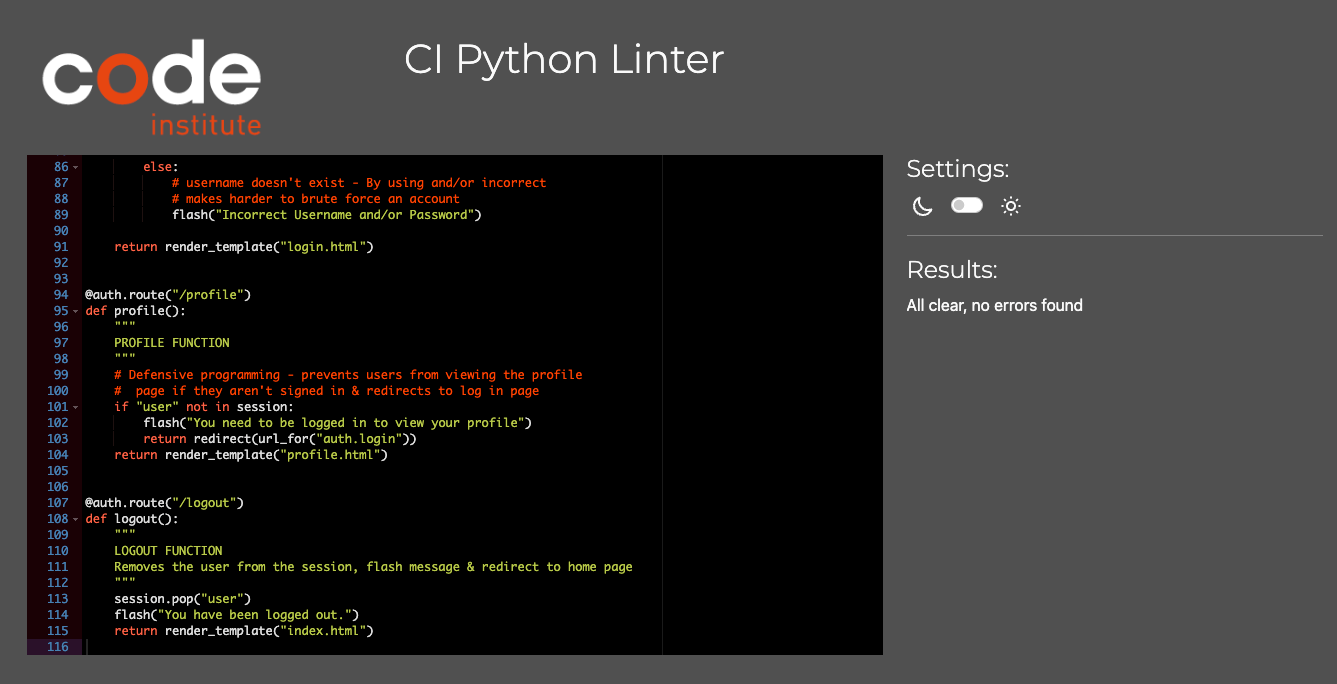 code
institute
CI Python Linter
86 else:
87 # username doesn't exist - By using and/or incorrect
88 # makes harder to brute force an account
89 flash("Incorrect Username and/or Password")
90
91 return render_template("login.html")
92
93
94 @auth.route("/profile")
95 def profile():
96 """
97 PROFILE FUNCTION
98 """
99 # Defensive programming - prevents users from viewing the profile
100 #  page if they aren't signed in & redirects to log in page
101 if "user" not in session:
102 flash("You need to be logged in to view your profile")
103 return redirect(url_for("auth.login"))
104 return render_template("profile.html")
105
106
107 @auth.route("/logout")
108 def logout():
109 """
110 LOGOUT FUNCTION
111 Removes the user from the session, flash message & redirect to home page
112 """
113 session.pop("user")
114 flash("You have been logged out.")
115 return render_template("index.html")
116
Settings:
Results:
All clear, no errors found